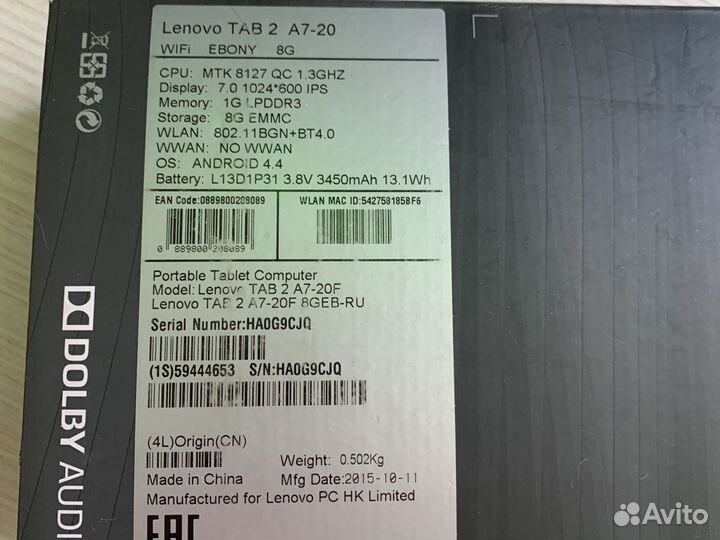 Lenovo TAB 2 A7-20
WiFi EBONY 8G
CPU: MTK 8127 QC 1.3GHZ
Display: 7.0 1024*600 IPS
Memory: 1G LPDDR3
Storage: 8G EMMC
WLAN: 802.11BGN+BT4.0
WWAN: NO WWAN
OS: ANDROID 4.4
Battery: L13D1P31 3.8V 3450mAh 13.1Wh
EAN Code:0889800208089
WLAN MAC ID:5427581858F6
0 889800 208089
Portable Tablet Computer
Model: Lenovo TAB 2 A7-20F
Lenovo TAB 2 A7-20F 8GEB-RU
Serial Number:HA0G9CJQ
(1S)59444653 S/N:HA0G9CJQ
(4L)Origin(CN)
Weight: 0.502Kg
Made in China
Mfg Date:2015-10-11
Manufactured for Lenovo PC HK Limited
EAC
DOLBY AUDI
Avito